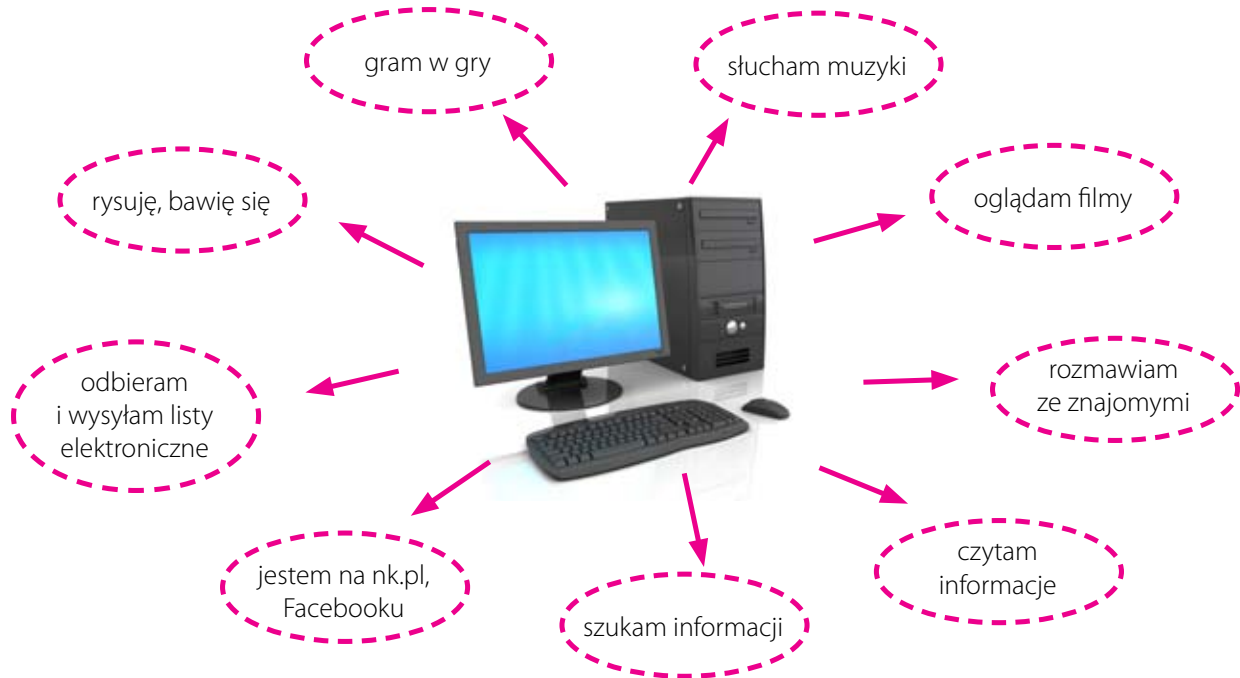 gram w gry
słucham muzyki
rysuję, bawię się
oglądam filmy
odbieram
i wysyłam listy
elektroniczne
rozmawiam
ze znajomymi
jestem na nk.pl,
Facebooku
szukam informacji
czytam
informacje